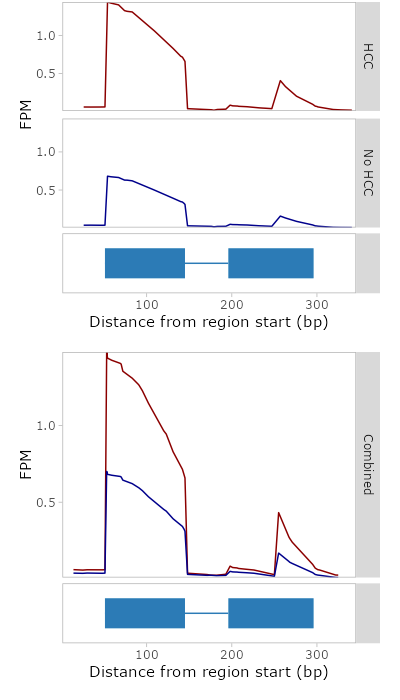 1.0
0.5
HCC
FPM
1.0
0.5
No HCC
100 200 300
Distance from region start (bp)
1.0
0.5
FPM
Combined
100 200 300
Distance from region start (bp)